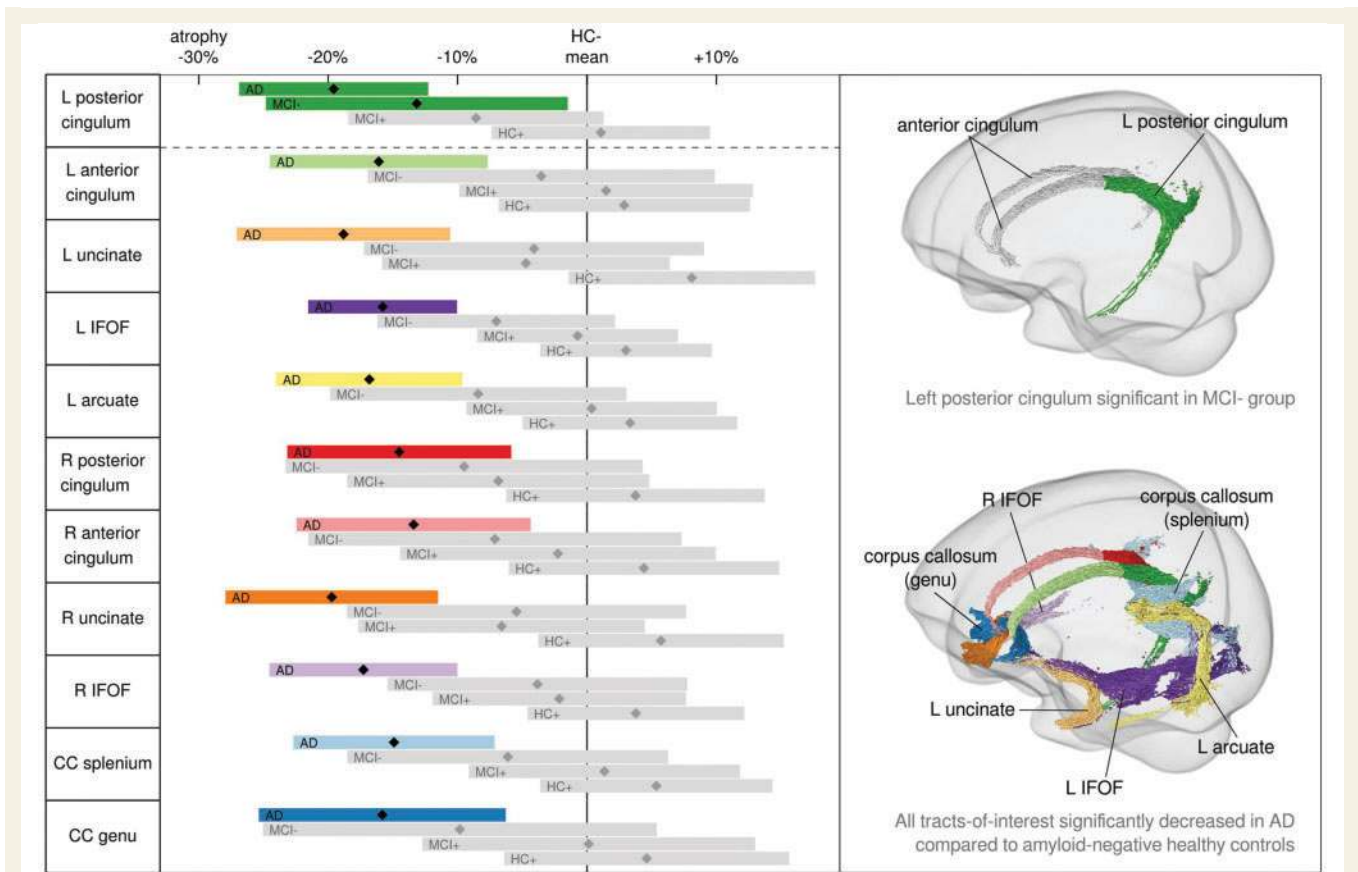 atrophy
-30%
-20%
-10%
HC-
mean
+10%
L posterior
cingulum
AD
MCI-
MCI+
HC+
L anterior
cingulum
AD
MCI-
MCI+
HC+
L uncinate
AD
MCI-
MCI+
HC+
L IFOF
AD
MCI-
MCI+
HC+
L arcuate
AD
MCI-
MCI+
HC+
R posterior
cingulum
AD
MCI-
MCI+
HC+
R anterior
cingulum
AD
MCI-
MCI+
HC+
R uncinate
AD
MCI-
MCI+
HC+
R IFOF
AD
MCI-
MCI+
HC+
CC splenium
AD
MCI-
MCI+
HC+
CC genu
AD
MCI-
MCI+
HC+
anterior cingulum
L posterior cingulum
Left posterior cingulum significant in MCI- group
R IFOF
corpus callosum
(splenium)
corpus callosum
(genu)
L uncinate
L arcuate
L IFOF
All tracts-of-interest significantly decreased in AD
compared to amyloid-negative healthy controls